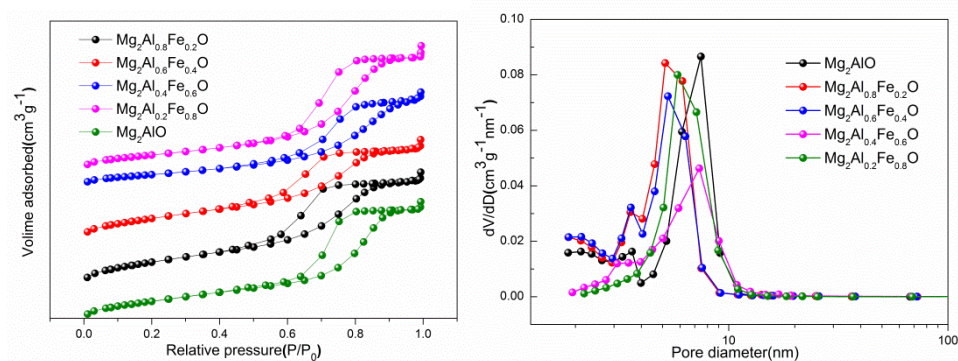 Mg₂Al₀.₈Fe₀.₂O
Mg₂Al₀.₆Fe₀.₄O
Mg₂Al₀.₄Fe₀.₆O
Mg₂Al₀.₂Fe₀.₈O
Mg₂AlO
Volime adsorbed(cm³g⁻¹)
0.0 0.2 0.4 0.6 0.8 1.0
Relative pressure(P/P₀)
0.10
0.08
0.06
0.04
0.02
0.00
dV/dD(cm³g⁻¹nm⁻¹)
Mg₂AlO
Mg₂Al₀.₈Fe₀.₂O
Mg₂Al₀.₆Fe₀.₄O
Mg₂Al₀.₄Fe₀.₆O
Mg₂Al₀.₂Fe₀.₈O
10 100
Pore diameter(nm)